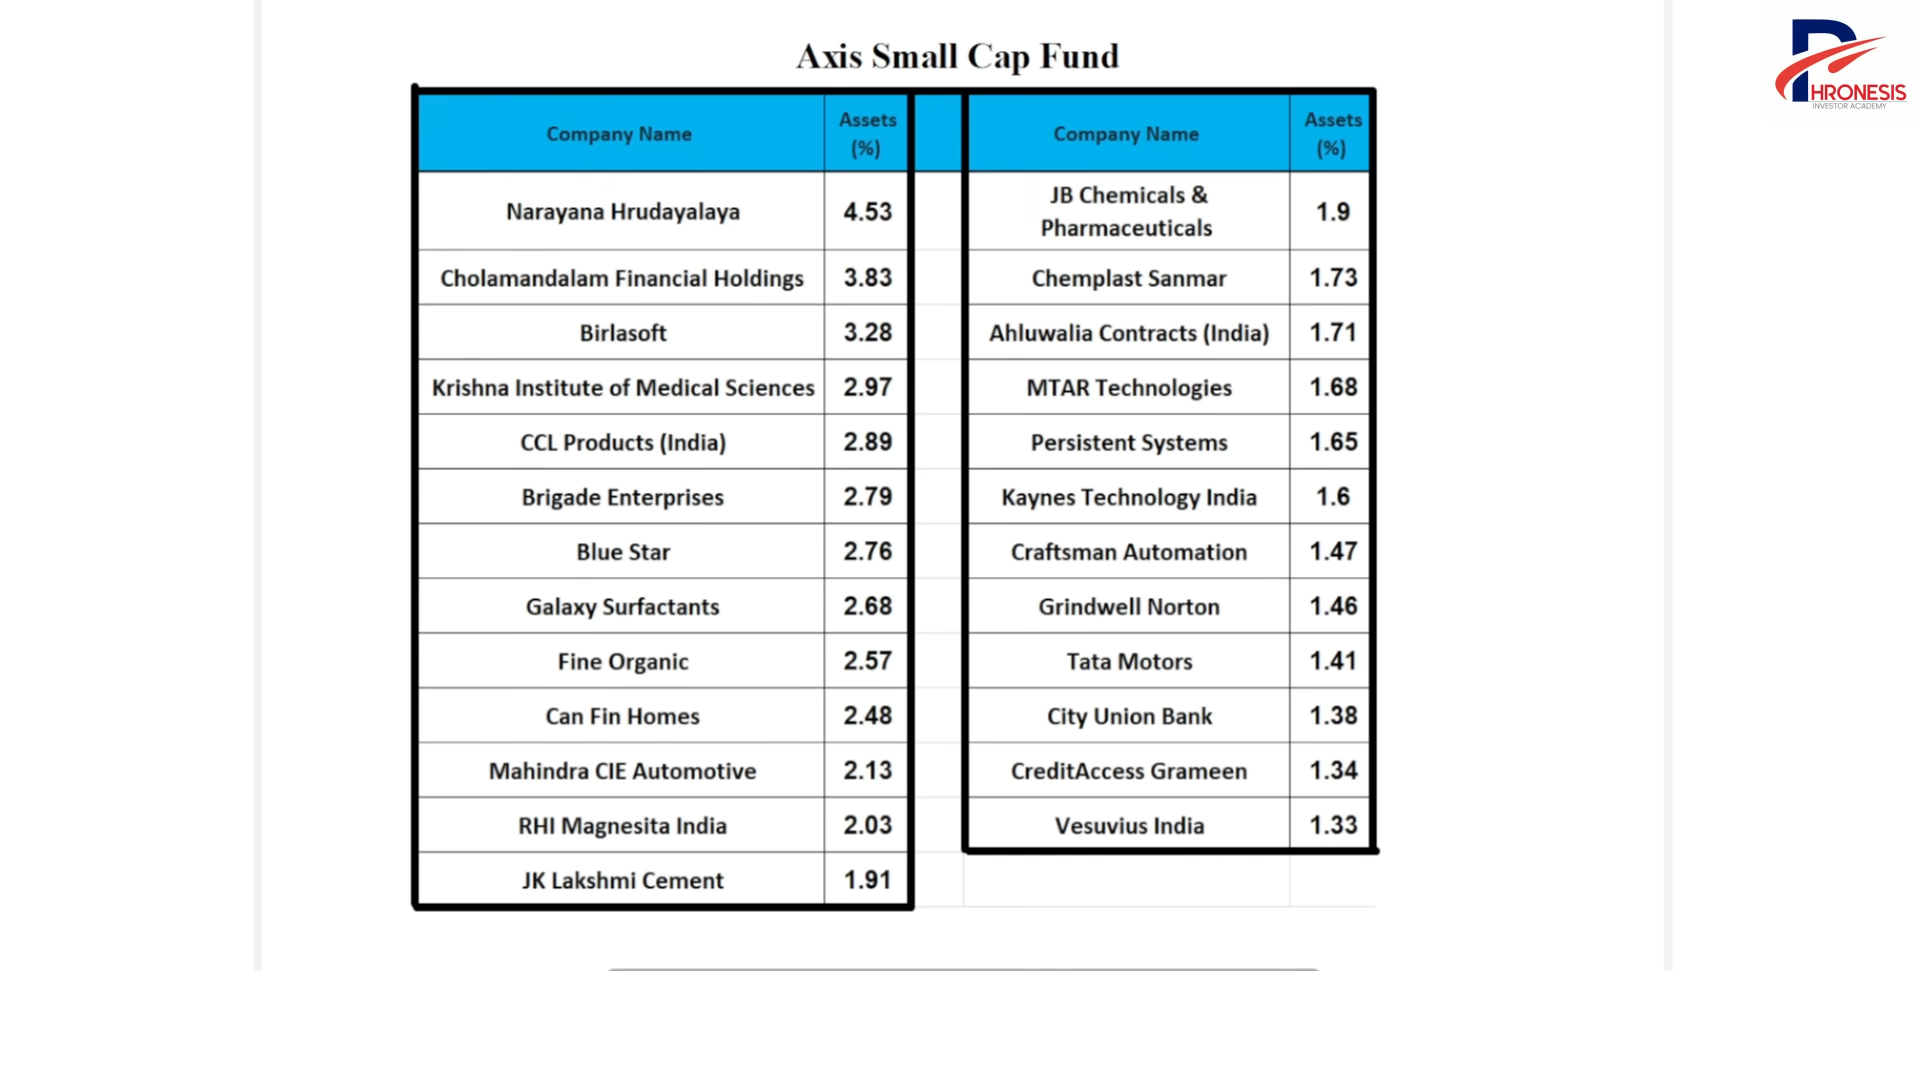 Axis Small Cap Fund
PHRONESIS
INVESTOR ACADEMY
Company Name Assets (%) Company Name Assets (%)
Narayana Hrudayalaya 4.53 JB Chemicals & Pharmaceuticals 1.9
Cholamandalam Financial Holdings 3.83 Chemplast Sanmar 1.73
Birlasoft 3.28 Ahluwalia Contracts (India) 1.71
Krishna Institute of Medical Sciences 2.97 MTAR Technologies 1.68
CCL Products (India) 2.89 Persistent Systems 1.65
Brigade Enterprises 2.79 Kaynes Technology India 1.6
Blue Star 2.76 Craftsman Automation 1.47
Galaxy Surfactants 2.68 Grindwell Norton 1.46
Fine Organic 2.57 Tata Motors 1.41
Can Fin Homes 2.48 City Union Bank 1.38
Mahindra CIE Automotive 2.13 CreditAccess Grameen 1.34
RHI Magnesita India 2.03 Vesuvius India 1.33
JK Lakshmi Cement 1.91